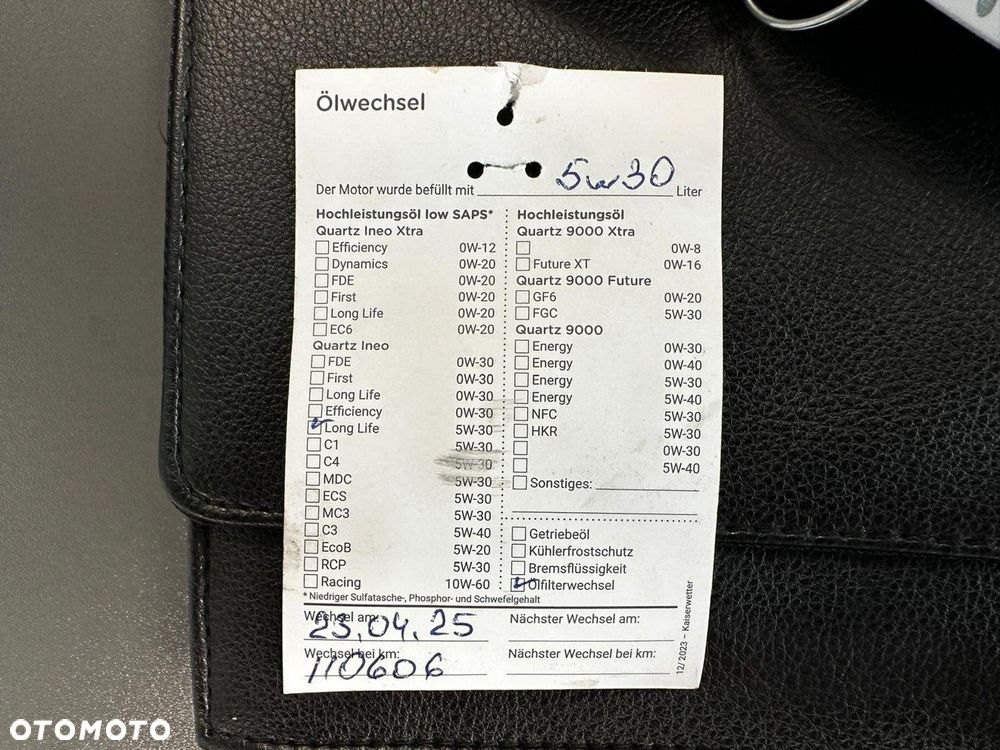 Ölwechsel
Der Motor wurde befüllt mit 5w30 Liter
Hochleistungsöl low SAPS*
Quartz Ineo Xtra
Efficiency 0W-12
Dynamics 0W-20
FDE 0W-20
First 0W-20
Long Life 0W-20
EC6 0W-20
Quartz Ineo
FDE 0W-30
First 0W-30
Long Life 0W-30
Efficiency 0W-30
Long Life 5W-30
C1 5W-30
C4 5W-30
MDC 5W-30
ECS 5W-30
MC3 5W-30
C3 5W-40
EcoB 5W-20
RCP 5W-30
Racing 10W-60
* Niedriger Sulfatasche-, Phosphor- und Schwefelgehalt
Hochleistungsöl
Quartz 9000 Xtra
0W-8
Future XT 0W-16
Quartz 9000 Future
GF6 0W-20
FGC 5W-30
Quartz 9000
Energy 0W-30
Energy 0W-40
Energy 5W-30
Energy 5W-40
NFC 5W-30
HKR 5W-30
0W-30
5W-40
Sonstiges:
Getriebeöl
Kühlerfrostschutz
Bremsflüssigkeit
Ölfilterwechsel
Wechsel am: 23.04.25
Nächster Wechsel am:
Wechsel bei km: 110606
Nächster Wechsel bei km:
12/2023 – Kaiserwetter
OTOMOTO